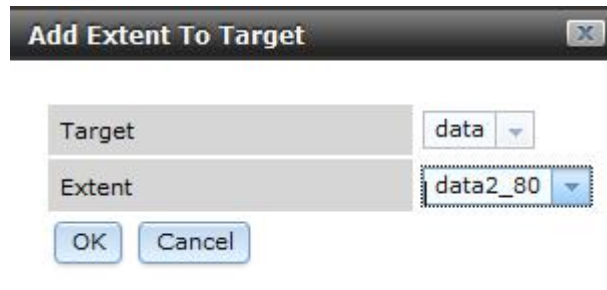 Add Extent To Target
Target data
Extent data2_80
OK Cancel